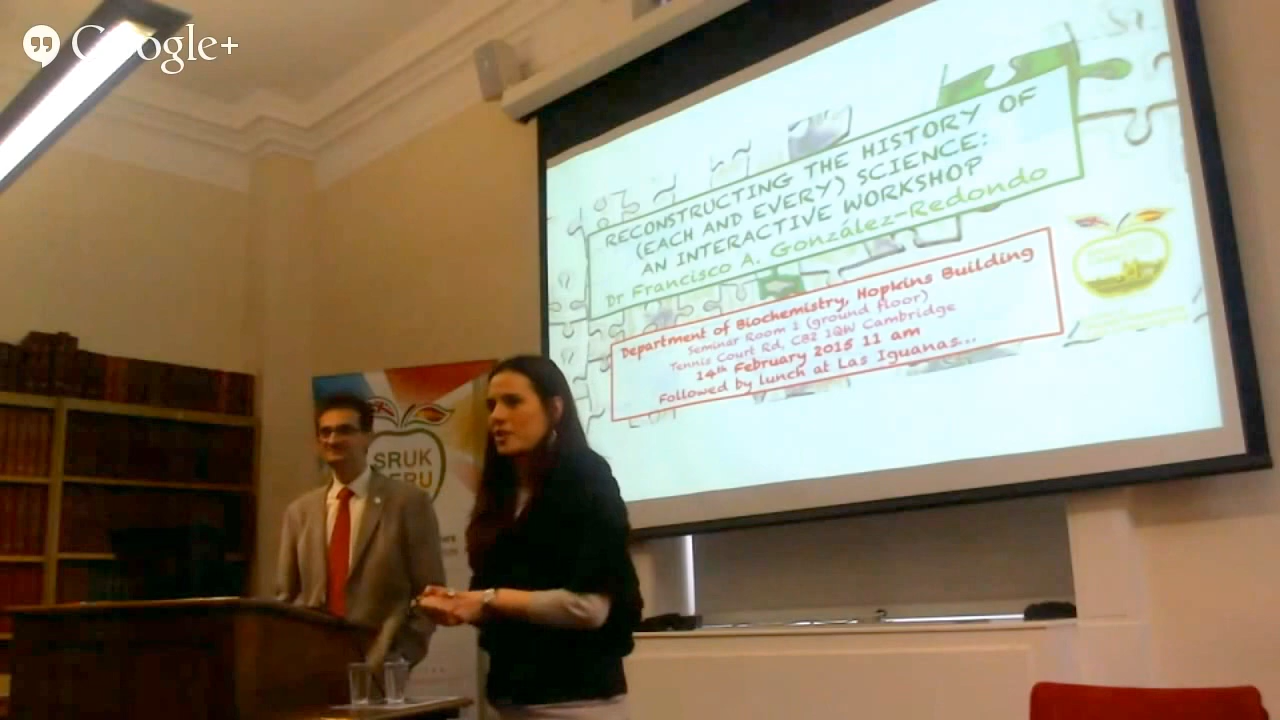 Google+
RECONSTRUCTING THE HISTORY OF
(EACH AND EVERY) SCIENCE:
AN INTERACTIVE WORKSHOP
Dr Francisco A. González-Redondo
Department of Biochemistry, Hopkins Building
Seminar Room 1 (ground floor)
Tennis Court Rd, CB2 1QW Cambridge
14th February 2015 11 am
Followed by lunch at Las Iguanas...
SRUK